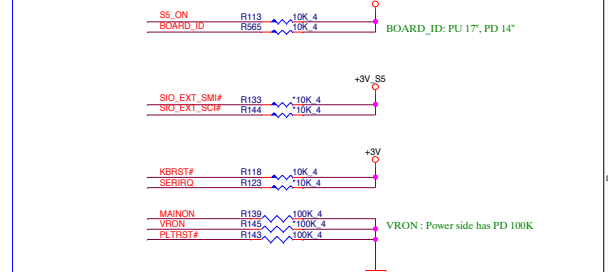 S5_ON R113 10K_4
BOARD_ID R565 10K_4
BOARD_ID: PU 17", PD 14"
+3V_S5
SIO_EXT_SMI# R133 *10K_4
SIO_EXT_SCI# R144 *10K_4
+3V
KBRST# R118 10K_4
SERIRQ R123 10K_4
MAINON R139 100K_4
VRON R145 *100K_4
VRON : Power side has PD 100K
PLTRST# R143 100K_4